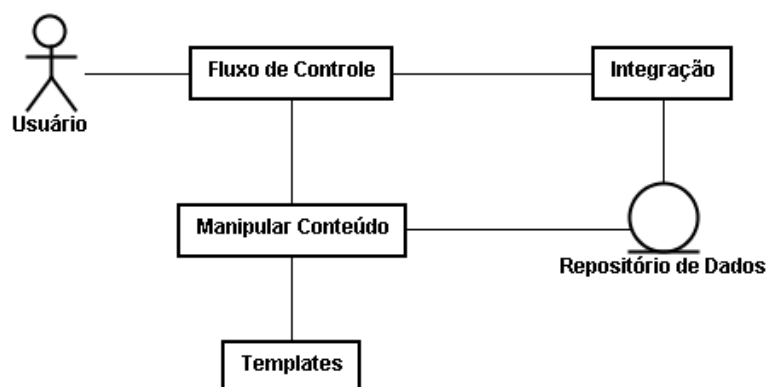 Fluxo de Controle
Integração
Usuário
Manipular Conteúdo
Repositório de Dados
Templates